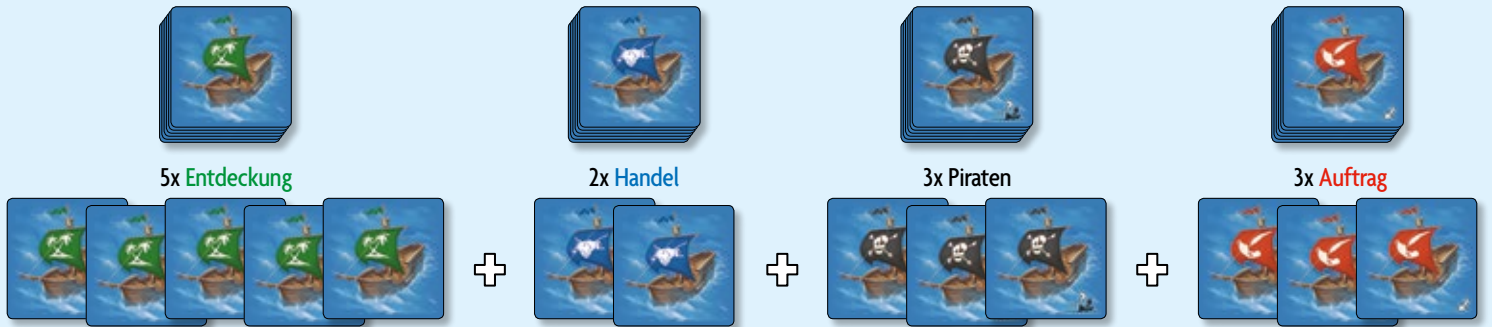 5x Entdeckung
2x Handel
3x Piraten
3x Auftrag